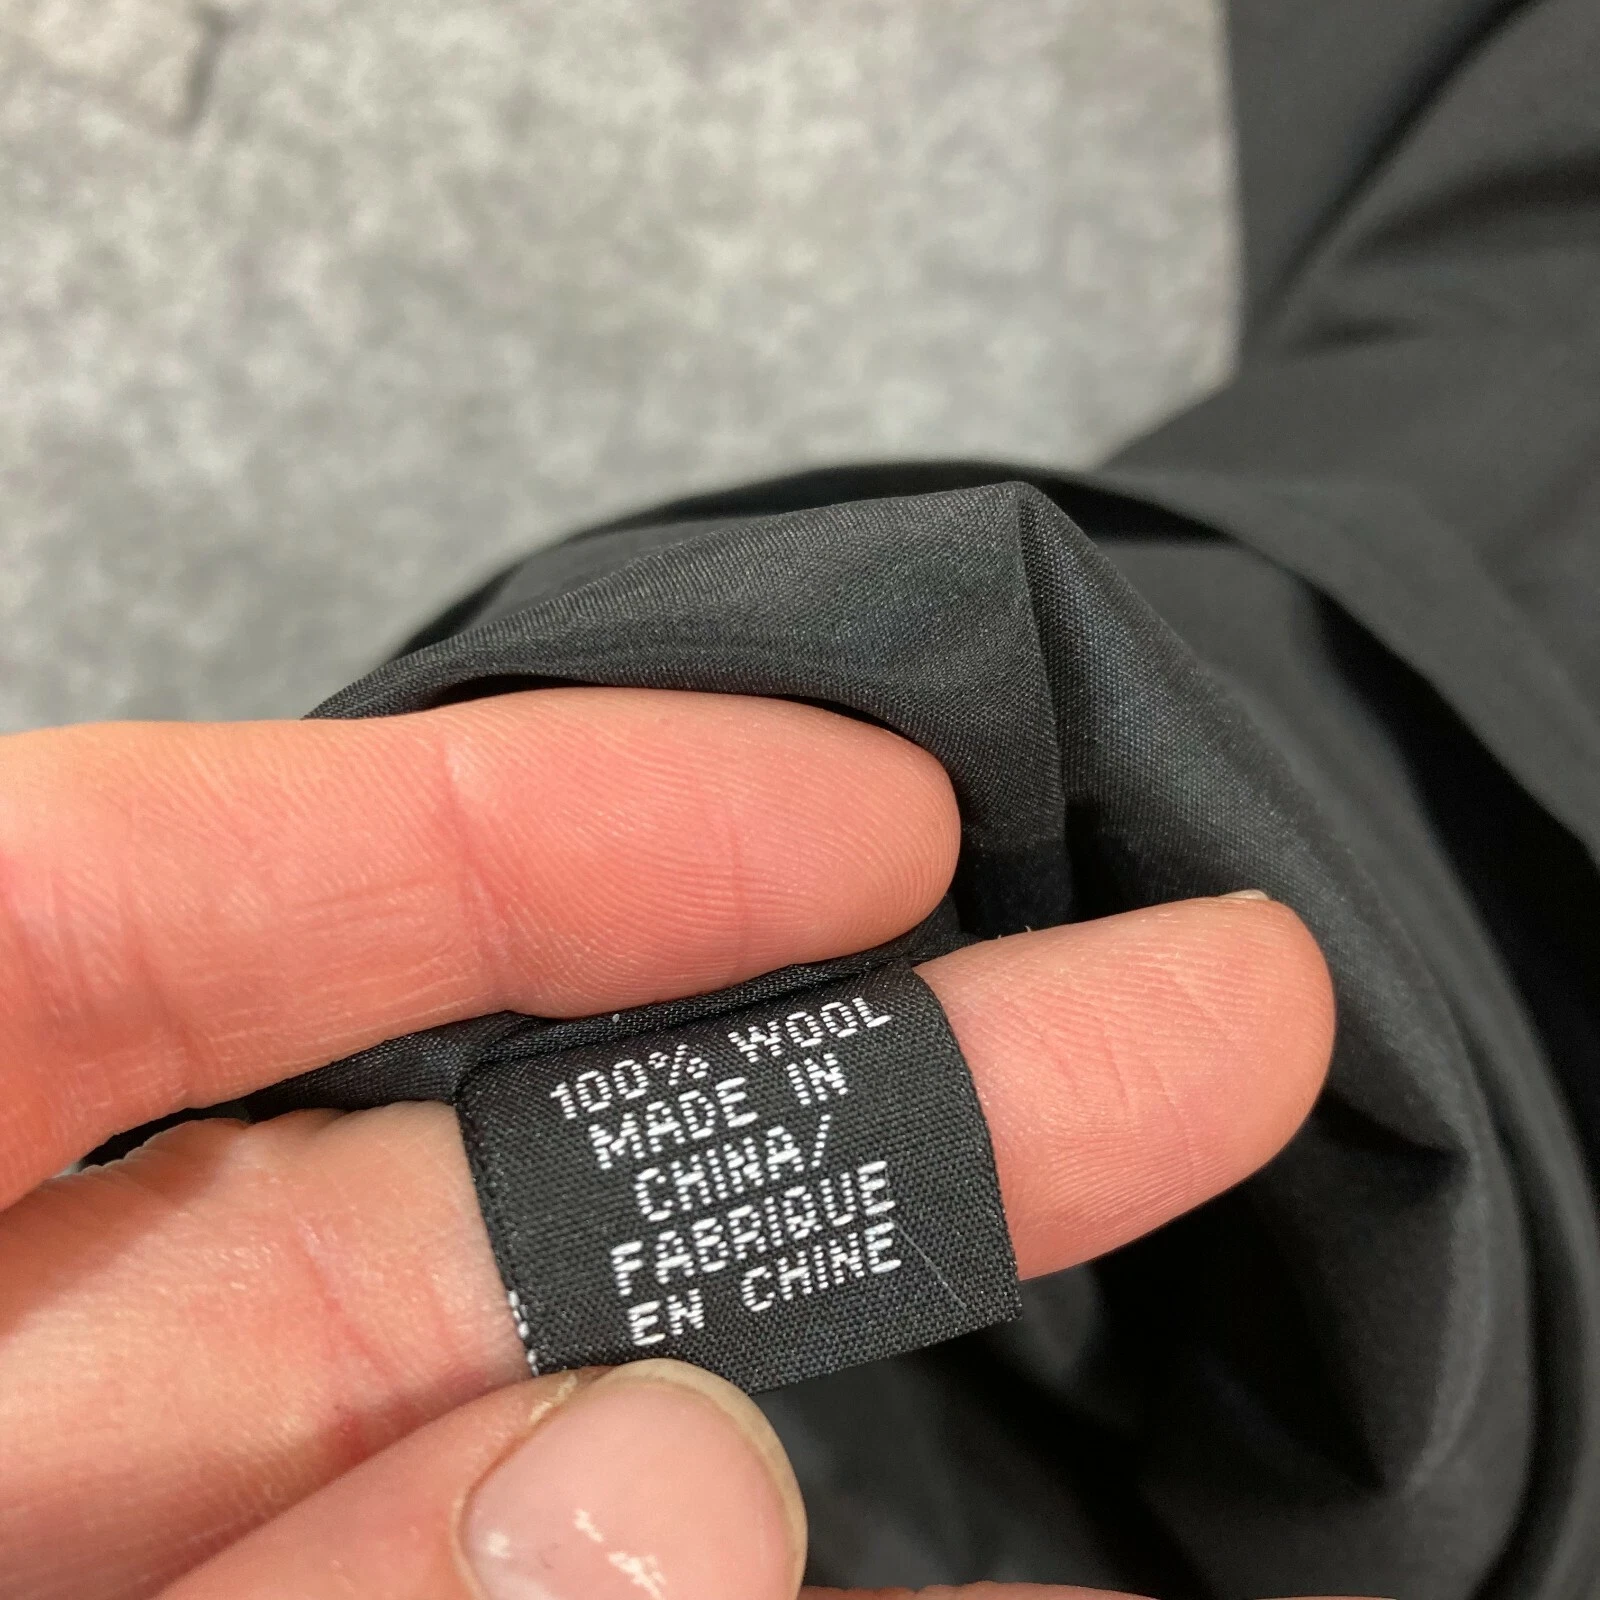 100% WOOL
MADE IN
CHINA/
FABRIQUE
EN CHINE